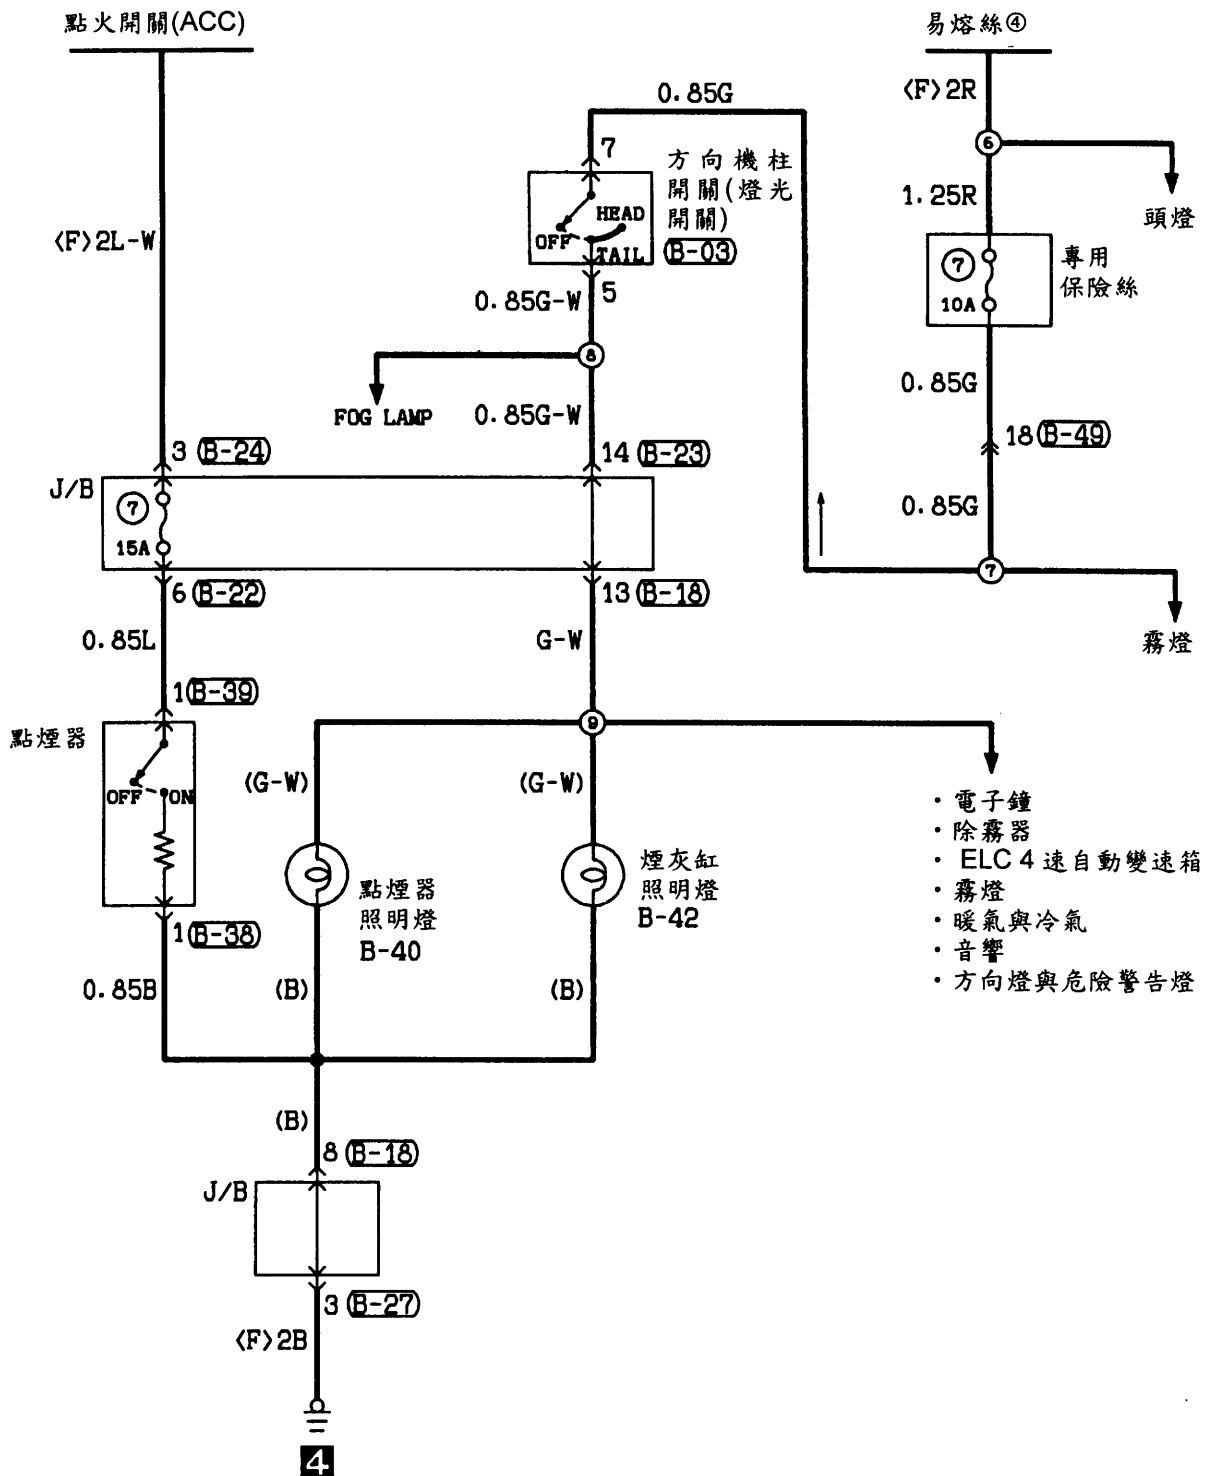 點火開關(ACC)
易熔絲④
0.85G
<F>2R
7
方向機柱
開關(燈光
開關)
B-03
HEAD
OFF
TAIL
6
頭燈
1.25R
<F>2L-W
7
10A
專用
保險絲
5
0.85G-W
8
FOG LAMP
0.85G-W
0.85G
18 B-49
3 B-24
14 B-23
J/B
7
15A
0.85G
7
霧燈
6 B-22
13 B-18
0.85L
G-W
1 B-39
9
點煙器
OFF
ON
(G-W)
(G-W)
・電子鐘
・除霧器
・ELC 4 速自動變速箱
・霧燈
・暖氣與冷氣
・音響
・方向燈與危險警告燈
點煙器
照明燈
B-40
煙灰缸
照明燈
B-42
1 B-38
0.85B
(B)
(B)
(B)
8 B-18
J/B
3 B-27
<F>2B
4